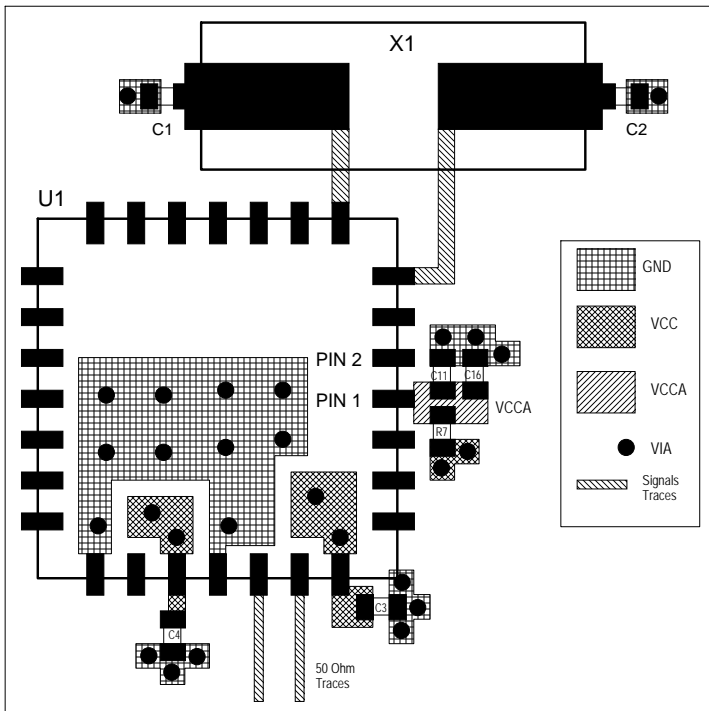 X1
C1
C2
U1
GND
PIN 2
C11
C16
VCC
PIN 1
VCCA
VCCA
R7
VIA
Signals
Traces
C3
C4
50 Ohm
Traces